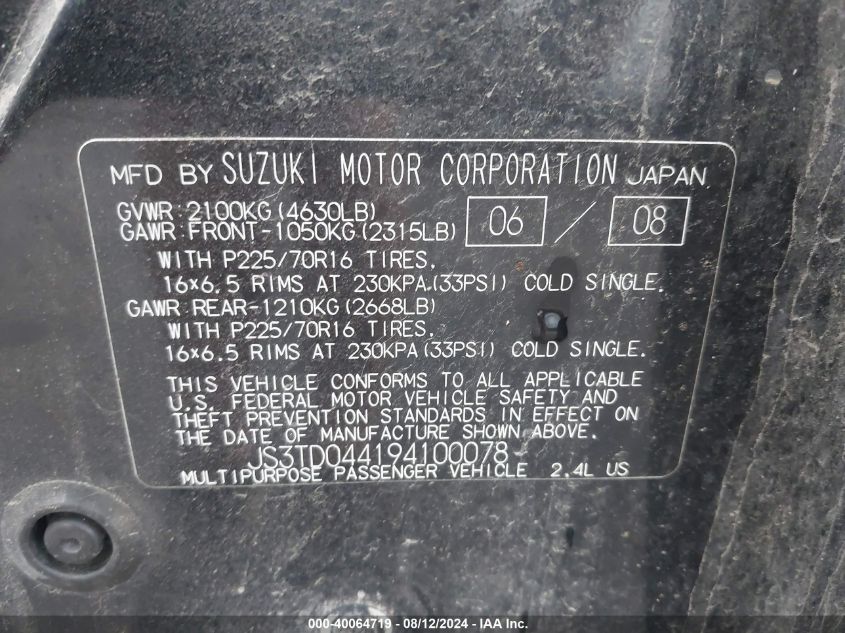 MFD BY SUZUKI MOTOR CORPORATION JAPAN
GVWR:2100KG(4630LB)
GAWR:FRONT-1050KG(2315LB) 06 / 08
WITH P225/70R16 TIRES,
16×6.5 RIMS AT 230KPA(33PSI) COLD SINGLE.
GAWR:REAR-1210KG(2668LB)
WITH P225/70R16 TIRES,
16×6.5 RIMS AT 230KPA(33PSI) COLD SINGLE.
THIS VEHICLE CONFORMS TO ALL APPLICABLE
U.S. FEDERAL MOTOR VEHICLE SAFETY AND
THEFT PREVENTION STANDARDS IN EFFECT ON
THE DATE OF MANUFACTURE SHOWN ABOVE.
JS3TD044194100078
MULTIPURPOSE PASSENGER VEHICLE 2.4L US
000-40064719 - 08/12/2024 - IAA Inc.